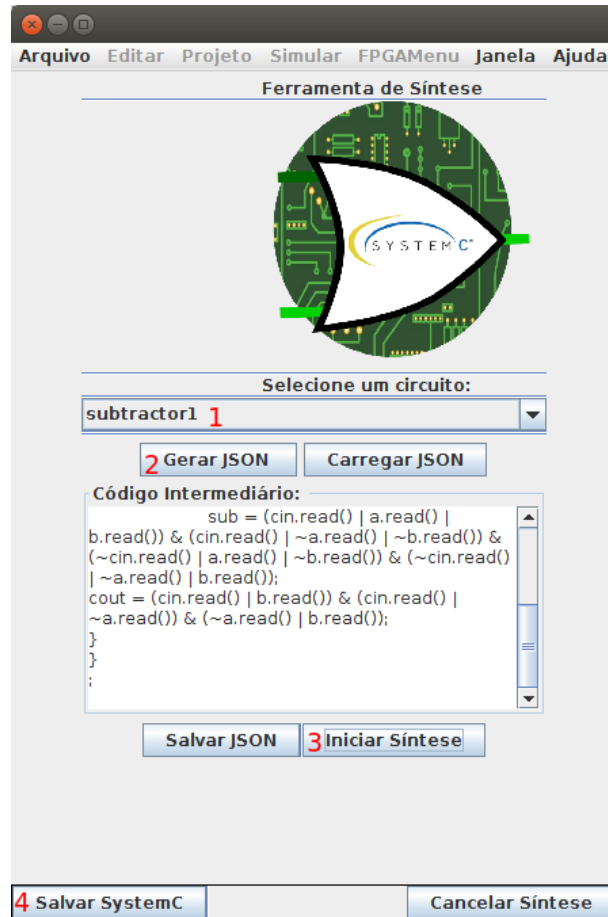 Arquivo Editar Projeto Simular FPGAMenu Janela Ajuda
Ferramenta de Síntese
SYSTEM C™
Selecione um circuito:
subtractor1 1
2 Gerar JSON Carregar JSON
Código Intermediário:
sub = (cin.read() | a.read() |
b.read()) & (cin.read() | ~a.read() | ~b.read()) &
(~cin.read() | a.read() | ~b.read()) & (~cin.read()
| ~a.read() | b.read());
cout = (cin.read() | b.read()) & (cin.read() |
~a.read()) & (~a.read() | b.read());
}
}
;
Salvar JSON 3 Iniciar Síntese
4 Salvar SystemC Cancelar Síntese